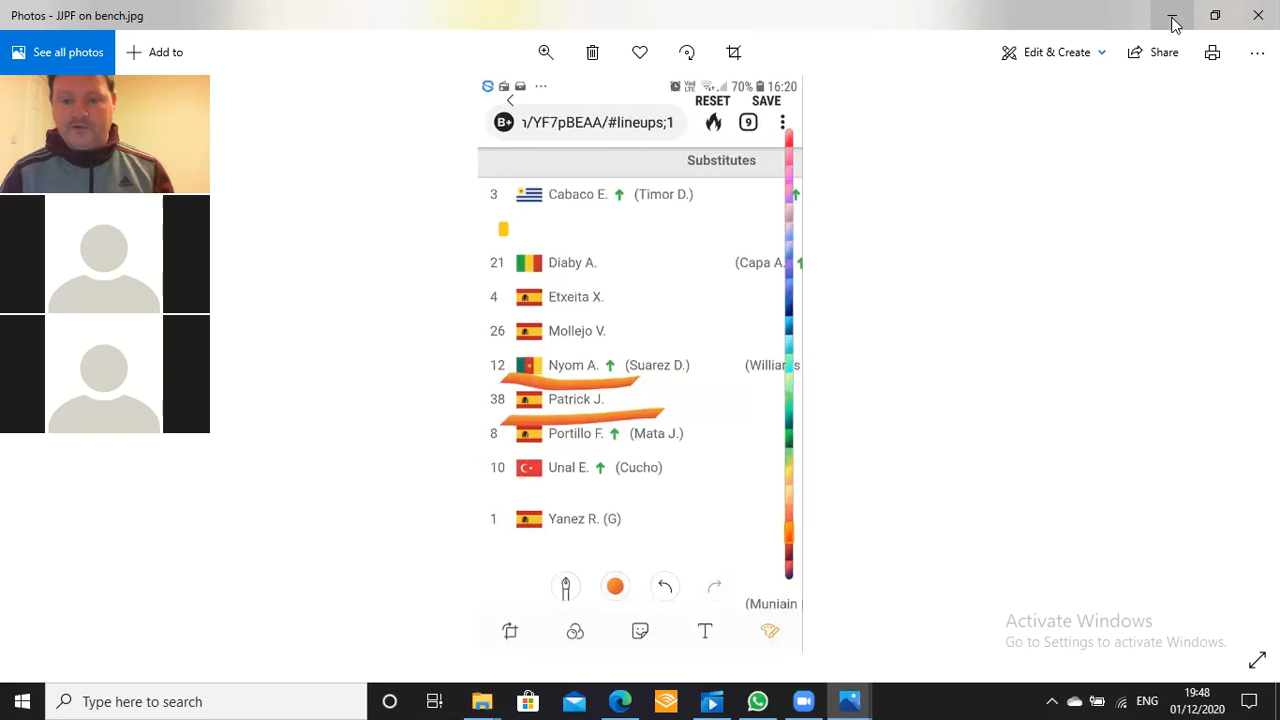 Photos - JJPF on bench.jpg
See all photos
Add to
Edit & Create
Share
70% 16:20
RESET SAVE
B+ ı/YF7pBEAA/#lineups;1 9
Substitutes
3 Cabaco E. (Timor D.)
21 Diaby A. (Capa A.
4 Etxeita X.
26 Mollejo V.
12 Nyom A. (Suarez D.) (Williams
38 Patrick J.
8 Portillo F. (Mata J.)
10 Unal E. (Cucho)
1 Yanez R. (G)
(Muniain
T
Activate Windows
Go to Settings to activate Windows.
Type here to search
ENG
19:48
01/12/2020